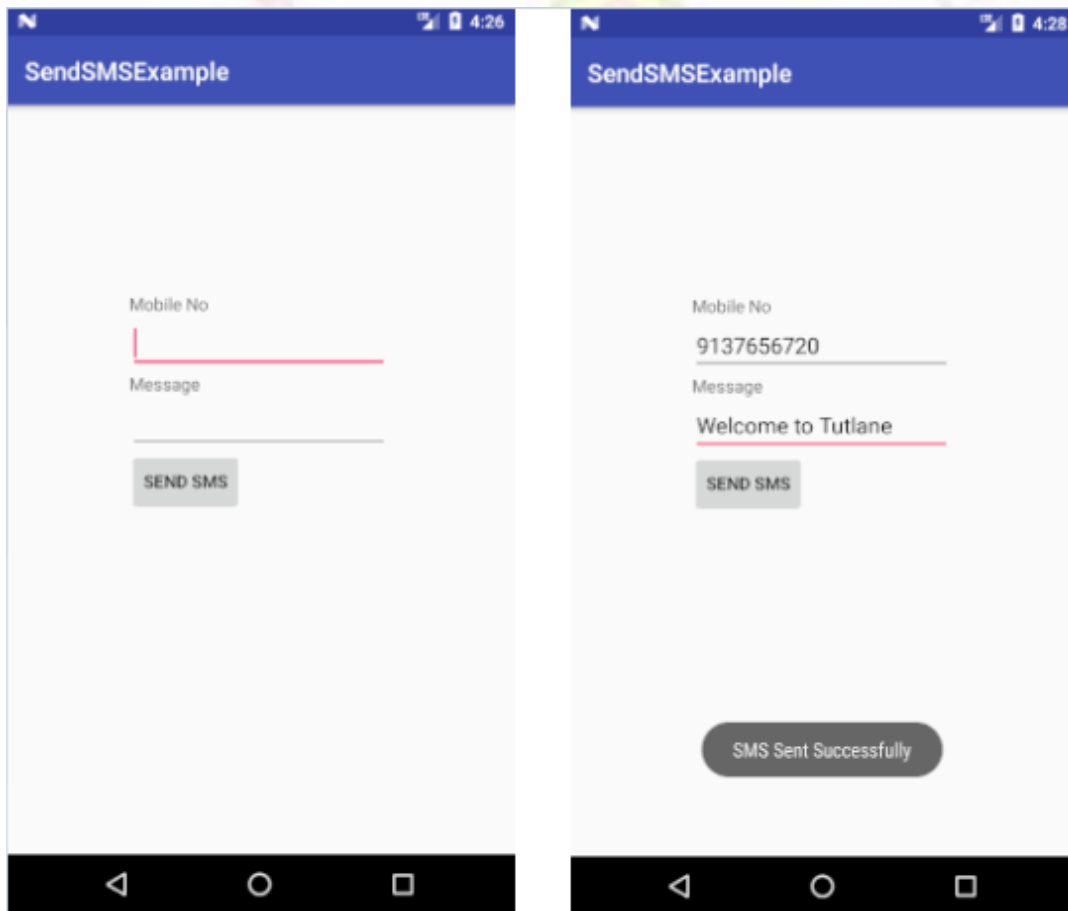 4:26
SendSMSExample
Mobile No
Message
SEND SMS
4:28
SendSMSExample
Mobile No
9137656720
Message
Welcome to Tutlane
SEND SMS
SMS Sent Successfully